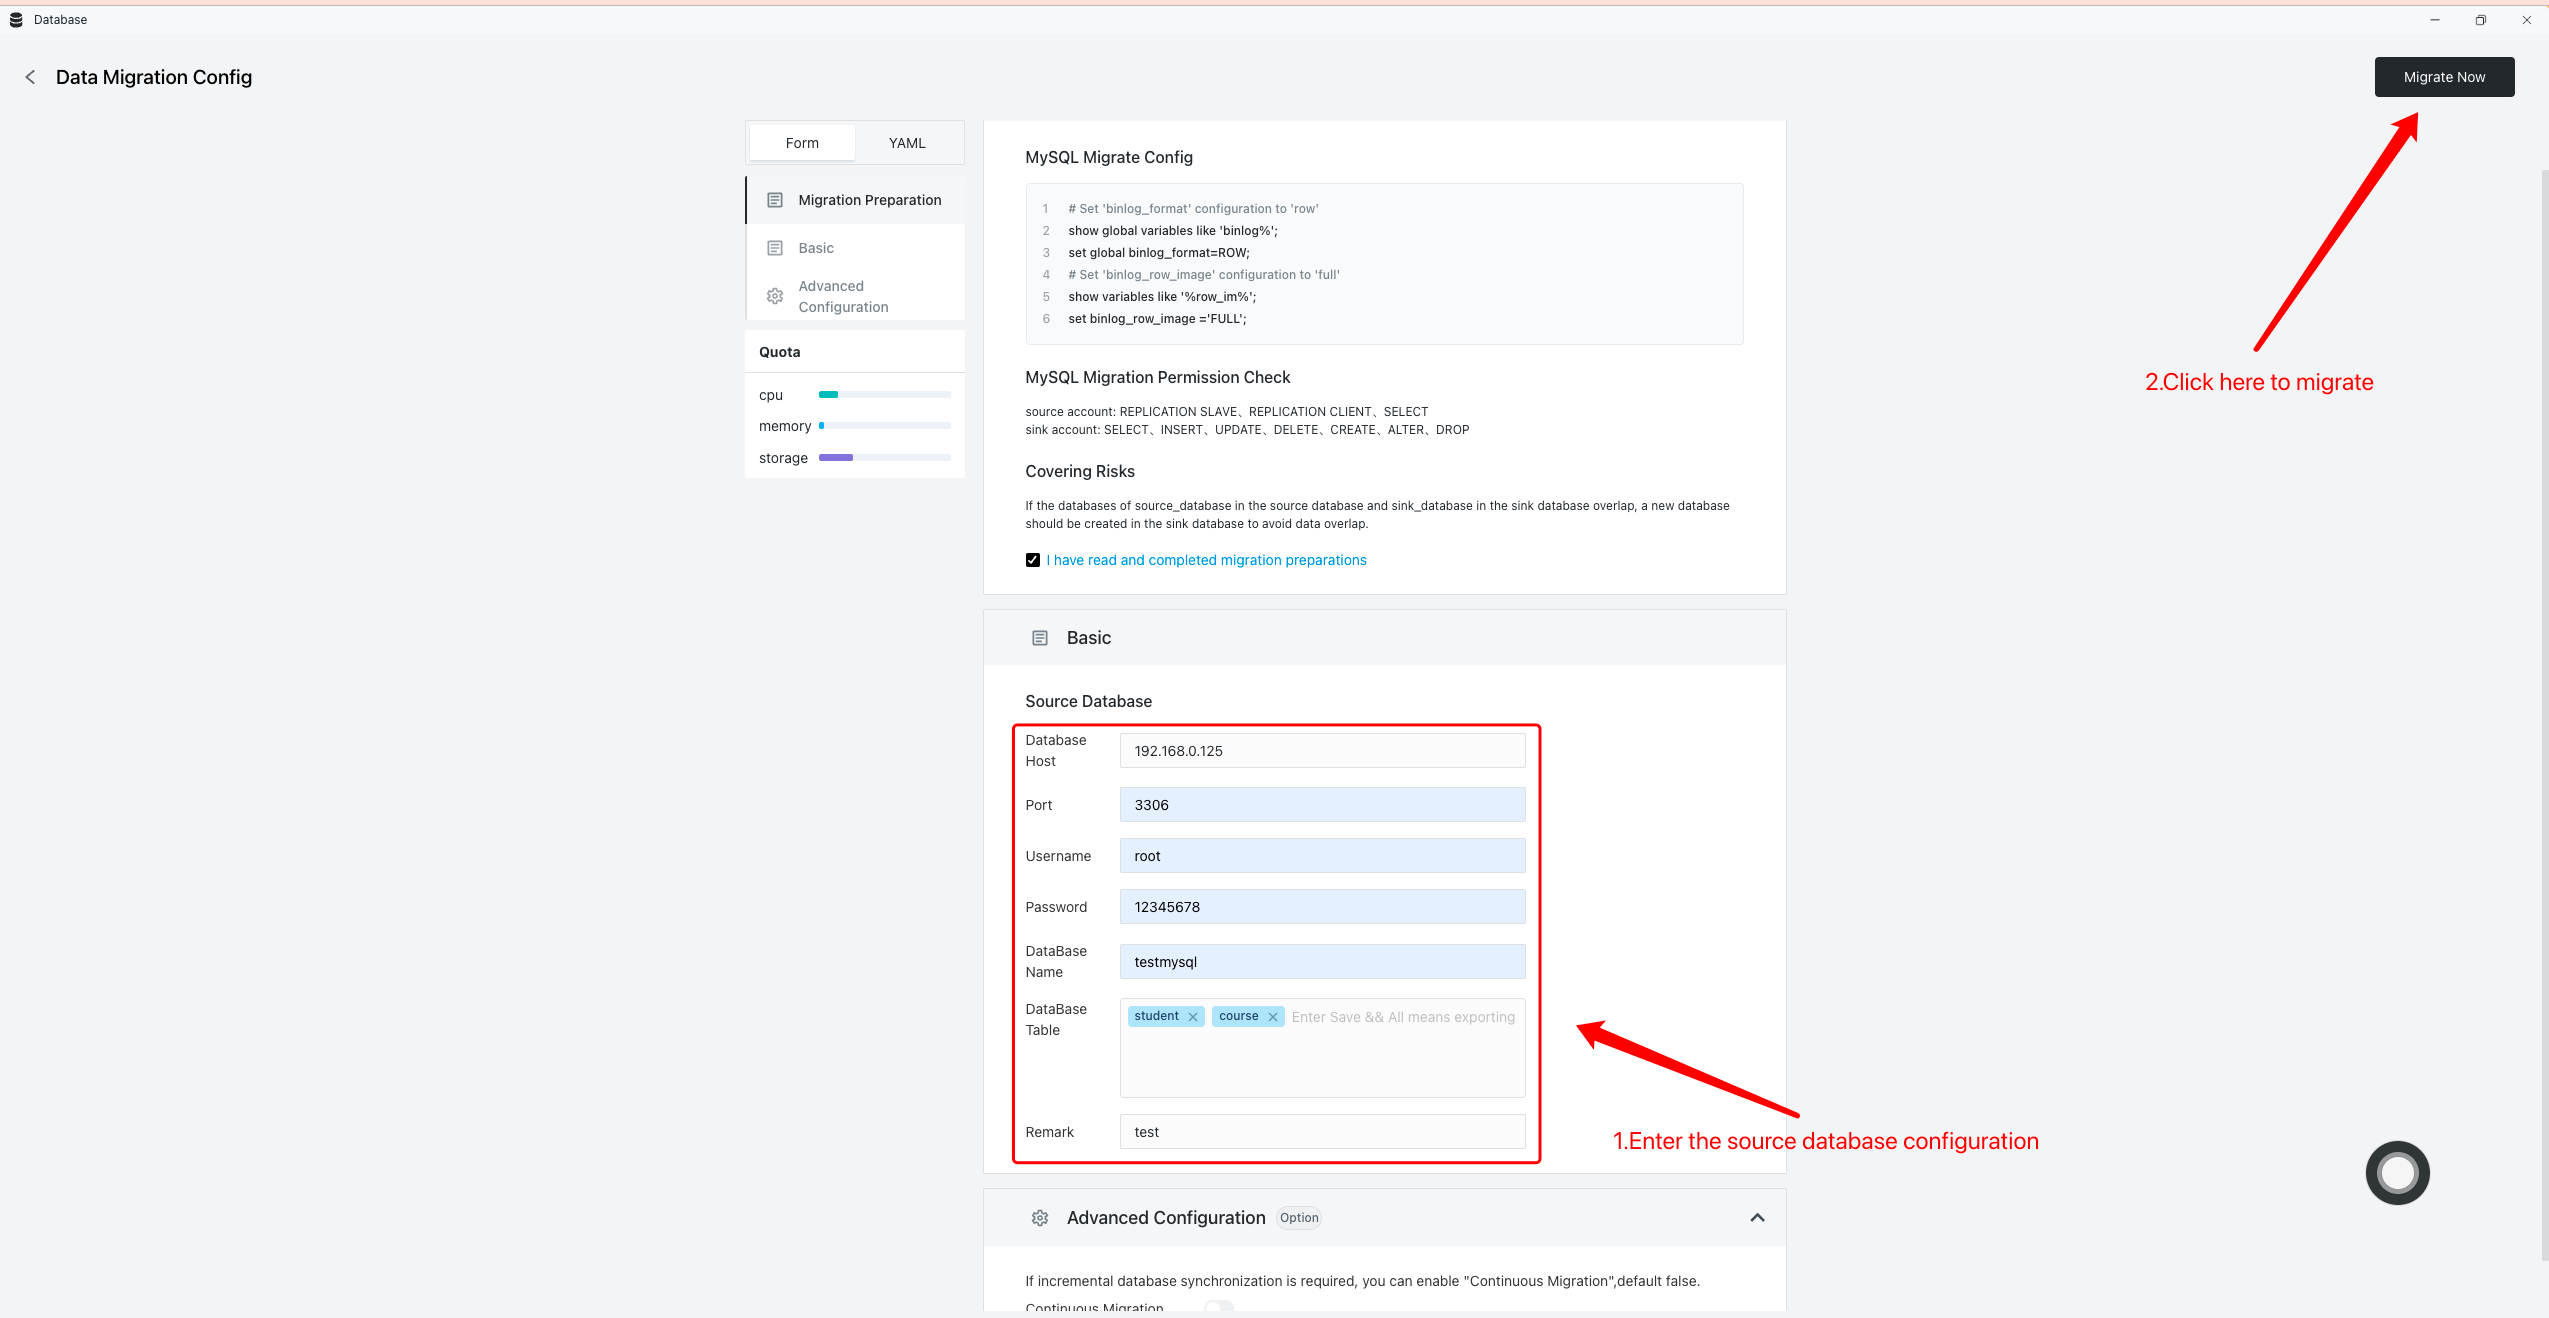 Database
Data Migration Config
Migrate Now
Form
YAML
Migration Preparation
Basic
Advanced
Configuration
Quota
cpu
memory
storage
MySQL Migrate Config
1 # Set 'binlog_format' configuration to 'row'
2 show global variables like 'binlog%';
3 set global binlog_format=ROW;
4 # Set 'binlog_row_image' configuration to 'full'
5 show variables like '%row_im%';
6 set binlog_row_image ='FULL';
MySQL Migration Permission Check
source account: REPLICATION SLAVE、REPLICATION CLIENT、SELECT
sink account: SELECT、INSERT、UPDATE、DELETE、CREATE、ALTER、DROP
Covering Risks
If the databases of source_database in the source database and sink_database in the sink database overlap, a new database
should be created in the sink database to avoid data overlap.
I have read and completed migration preparations
2.Click here to migrate
Basic
Source Database
Database
Host
192.168.0.125
Port
3306
Username
root
Password
12345678
DataBase
Name
testmysql
DataBase
Table
student
course
Enter Save && All means exporting
Remark
test
1.Enter the source database configuration
Advanced Configuration
Option
If incremental database synchronization is required, you can enable "Continuous Migration",default false.
Continuous Migration